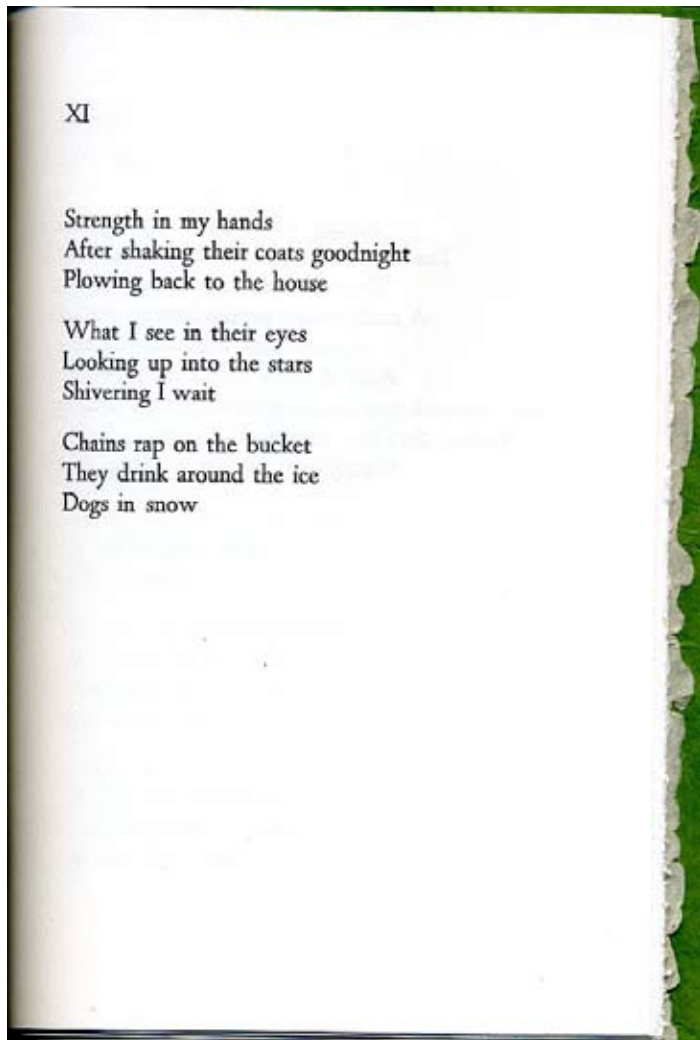 XI
Strength in my hands
After shaking their coats goodnight
Plowing back to the house
What I see in their eyes
Looking up into the stars
Shivering I wait
Chains rap on the bucket
They drink around the ice
Dogs in snow